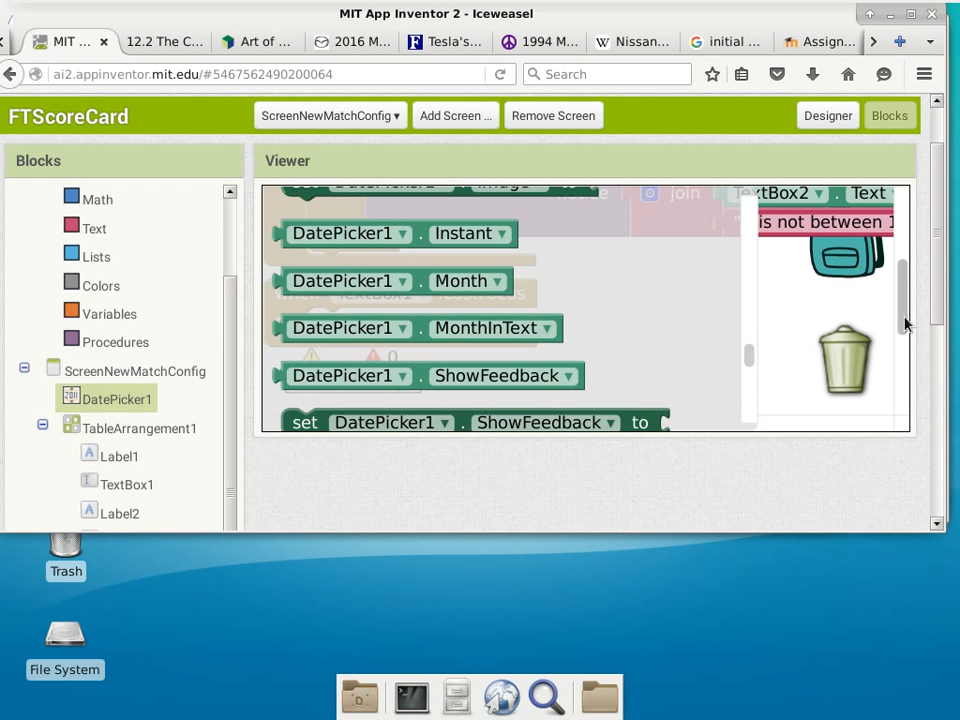 MIT App Inventor 2 - Iceweasel
MIT ...
12.2 The C...
Art of ...
2016 M...
Tesla's...
1994 M...
Nissan...
initial ...
Assign...
ai2.appinventor.mit.edu/#5467562490200064
Search
FTScoreCard
ScreenNewMatchConfig ▾
Add Screen ...
Remove Screen
Designer
Blocks
Blocks
Viewer
Math
Text
Lists
Colors
Variables
Procedures
ScreenNewMatchConfig
DatePicker1
TableArrangement1
Label1
TextBox1
Label2
notice join TextBox2 . Text
is not between 1
DatePicker1 . Instant
DatePicker1 . Month
DatePicker1 . MonthInText
0
DatePicker1 . ShowFeedback
set DatePicker1 . ShowFeedback to
Trash
File System